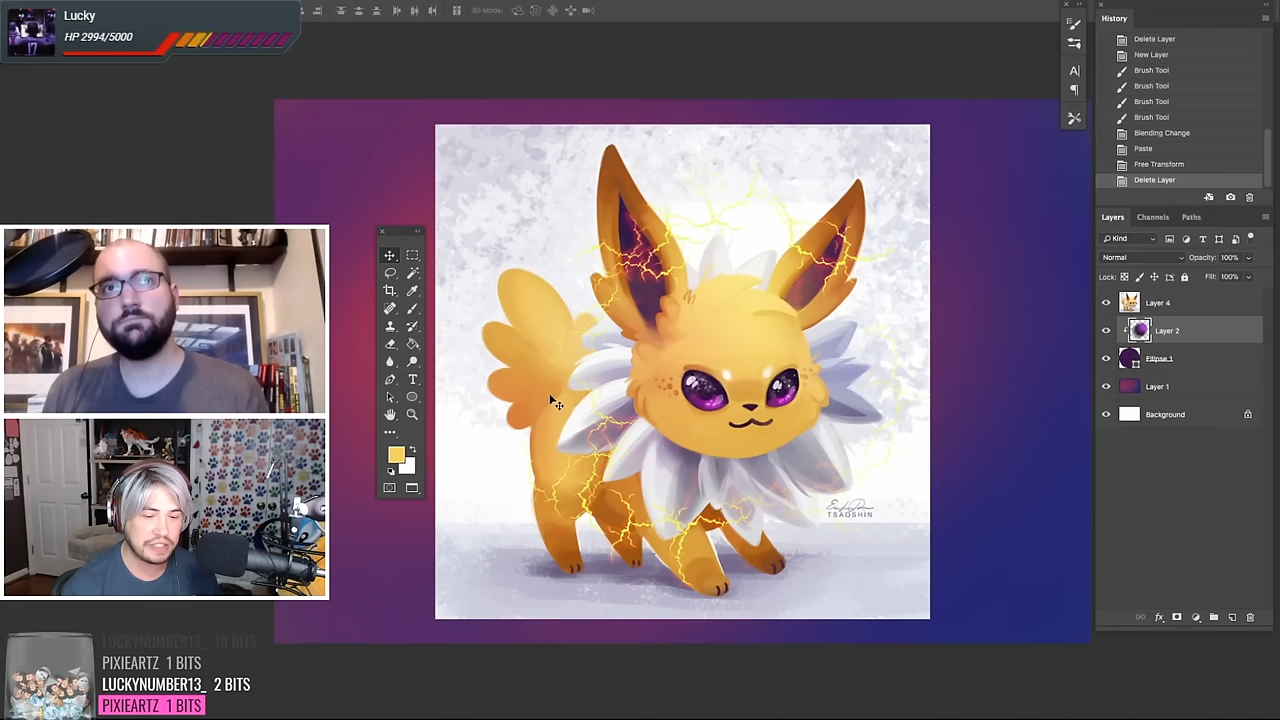 Lucky
HP 2994/5000
3D Mode:
History
Delete Layer
New Layer
Brush Tool
Brush Tool
Brush Tool
Brush Tool
Blending Change
Paste
Free Transform
Delete Layer
Layers Channels Paths
Kind
Normal Opacity: 100%
Lock: Fill: 100%
Layer 4
Layer 2
Ellipse 1
Layer 1
Background
TSAOSHIN
LUCKYNUMBER13_ 10 BITS
PIXIEARTZ 1 BITS
LUCKYNUMBER13_ 2 BITS
PIXIEARTZ 1 BITS